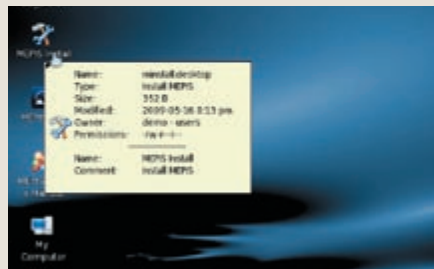 MEPIS Install
Name: minstall.desktop
Type: Install MEPIS
Size: 352 B
Modified: 2009-05-16 8:13 pm
Owner: demo - users
Permissions: -rw-r--r--
Name: MEPIS Install
Comment: Install MEPIS
My
Computer